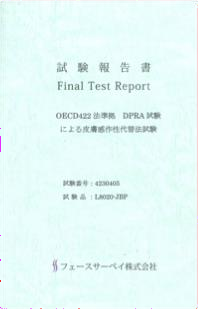 試験報告書
Final Test Report
OECD422 法準拠 DPRA 試験
による皮膚感作性代替法試験
試験番号:4230405
試験品:L8020-JBP
フェースサーベイ株式会社